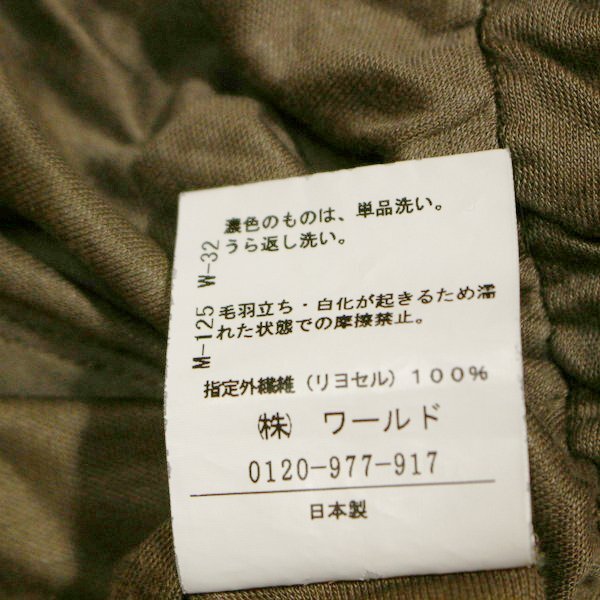 濃色のものは、単品洗い。
うら返し洗い。
毛羽立ち・白化が起きるため濡
れた状態での摩擦禁止。
指定外繊維（リヨセル）１００％
㈱ ワールド
0120-977-917
日本製
M-125 W-32